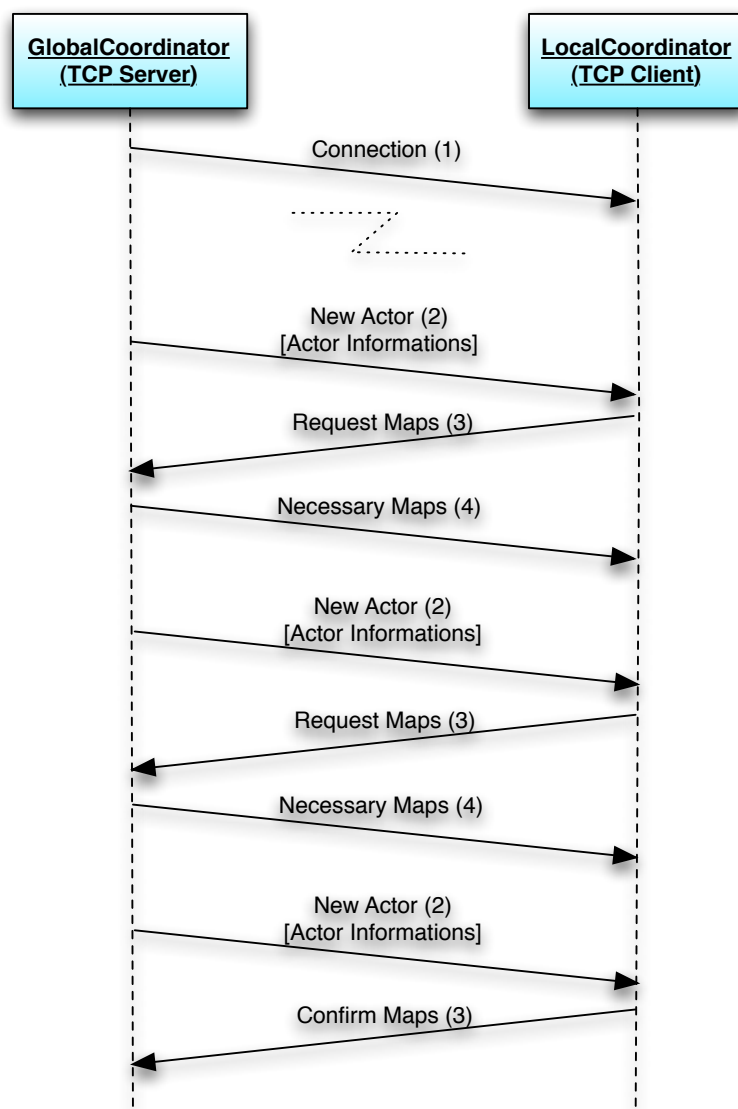 GlobalCoordinator
(TCP Server)
LocalCoordinator
(TCP Client)
Connection (1)
New Actor (2)
[Actor Informations]
Request Maps (3)
Necessary Maps (4)
New Actor (2)
[Actor Informations]
Request Maps (3)
Necessary Maps (4)
New Actor (2)
[Actor Informations]
Confirm Maps (3)